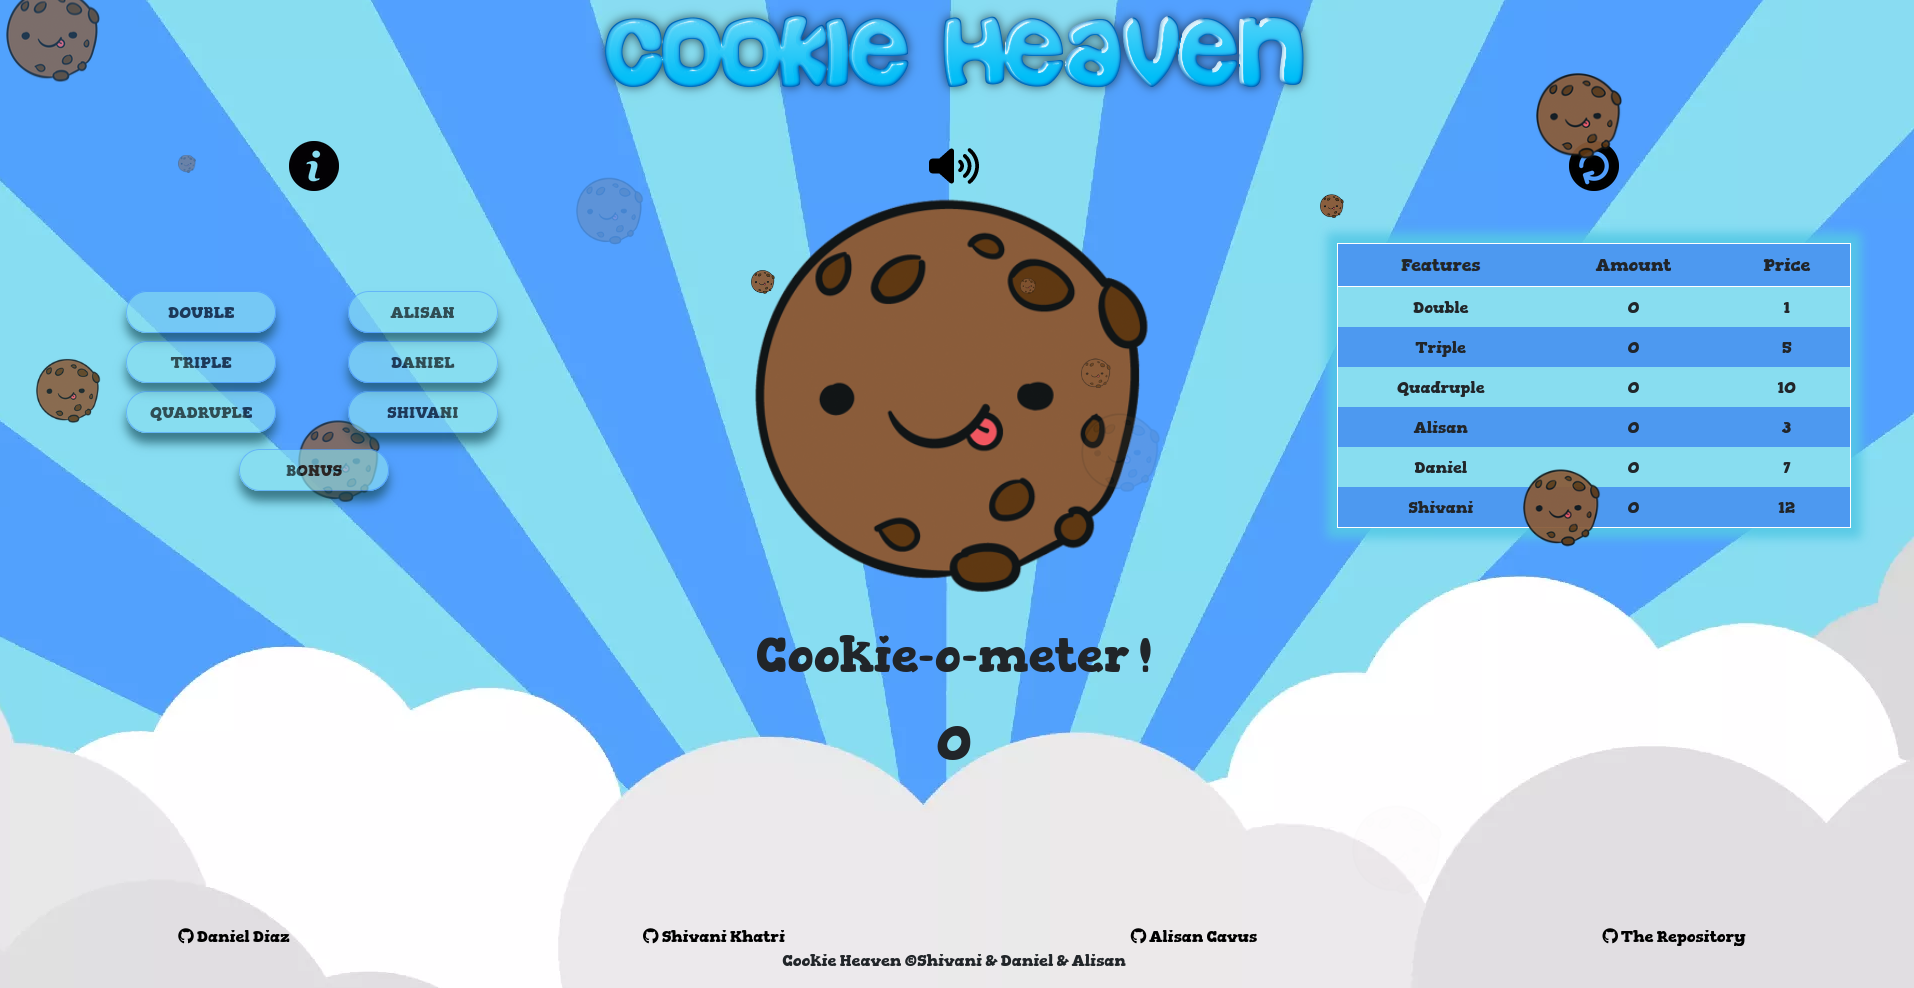 Cookie Heaven
i
DOUBLE ALISAN
TRIPLE DANIEL
QUADRUPLE SHIVANI
BONUS
Features Amount Price
Double 0 1
Triple 0 5
Quadruple 0 10
Alisan 0 3
Daniel 0 7
Shivani 0 12
Cookie-o-meter !
0
Daniel Diaz Shivani Khatri Alisan Cavus The Repository
Cookie Heaven ©Shivani & Daniel & Alisan